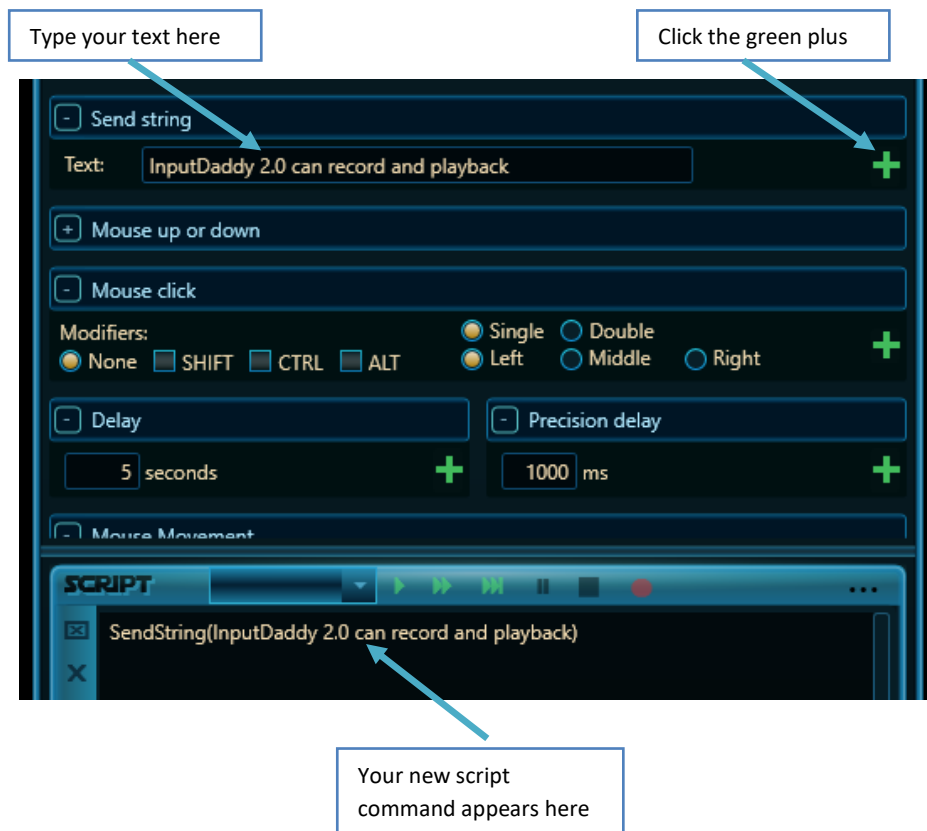 Type your text here
Click the green plus
- Send string
Text: InputDaddy 2.0 can record and playback
+ Mouse up or down
- Mouse click
Modifiers:
Single Double
None SHIFT CTRL ALT
Left Middle Right
- Delay
- Precision delay
5 seconds
1000 ms
- Mouse Movement
SCRIPT
...
SendString(InputDaddy 2.0 can record and playback)
Your new script
command appears here